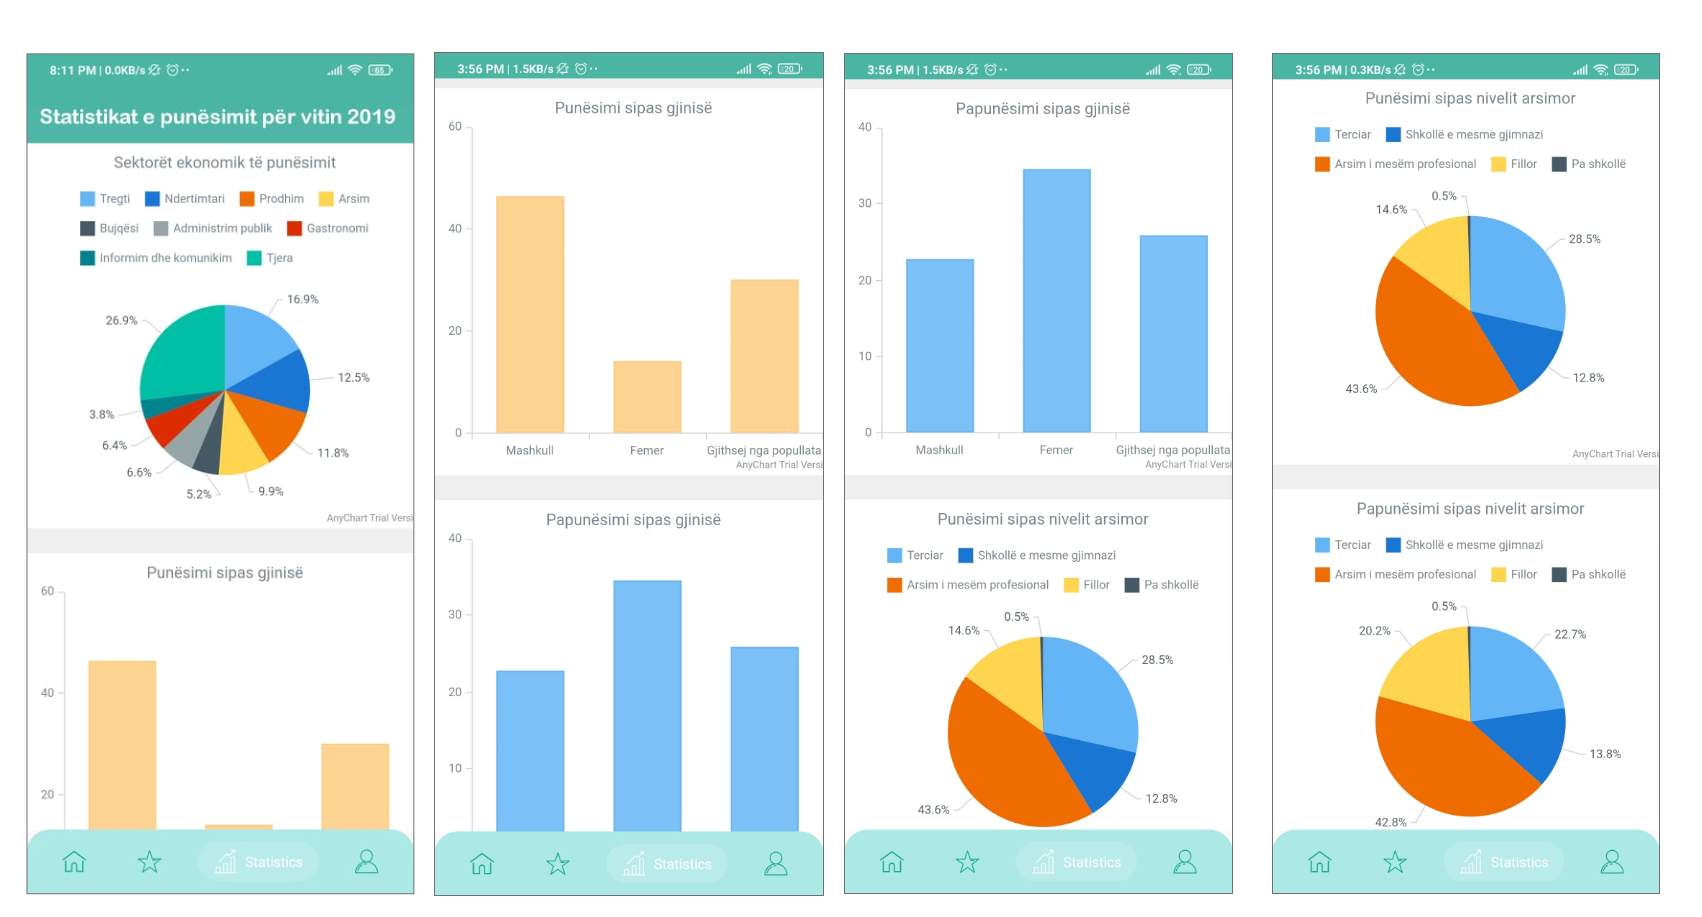 8:11 PM | 0.0KB/s
65
Statistikat e punësimit për vitin 2019
Sektorët ekonomik të punësimit
Tregti Ndertimtari Prodhim Arsim
Bujqësi Administrim publik Gastronomi
Informim dhe komunikim Tjera
16.9%
26.9%
12.5%
3.8%
6.4%
11.8%
6.6%
5.2%
9.9%
AnyChart Trial Versi
Punësimi sipas gjinisë
60
40
20
Statistics
3:56 PM | 1.5KB/s
20
Punësimi sipas gjinisë
60
40
20
0
Mashkull Femer Gjithsej nga popullata
AnyChart Trial Versi
Papunësimi sipas gjinisë
40
30
20
10
Statistics
3:56 PM | 1.5KB/s
20
Papunësimi sipas gjinisë
40
30
20
10
0
Mashkull Femer Gjithsej nga popullata
AnyChart Trial Versi
Punësimi sipas nivelit arsimor
Terciar Shkollë e mesme gjimnazi
Arsim i mesëm profesional Fillor Pa shkollë
0.5%
14.6%
28.5%
12.8%
43.6%
Statistics
3:56 PM | 0.3KB/s
20
Punësimi sipas nivelit arsimor
Terciar Shkollë e mesme gjimnazi
Arsim i mesëm profesional Fillor Pa shkollë
0.5%
14.6%
28.5%
12.8%
43.6%
AnyChart Trial Versi
Papunësimi sipas nivelit arsimor
Terciar Shkollë e mesme gjimnazi
Arsim i mesëm profesional Fillor Pa shkollë
0.5%
20.2%
22.7%
13.8%
42.8%
Statistics